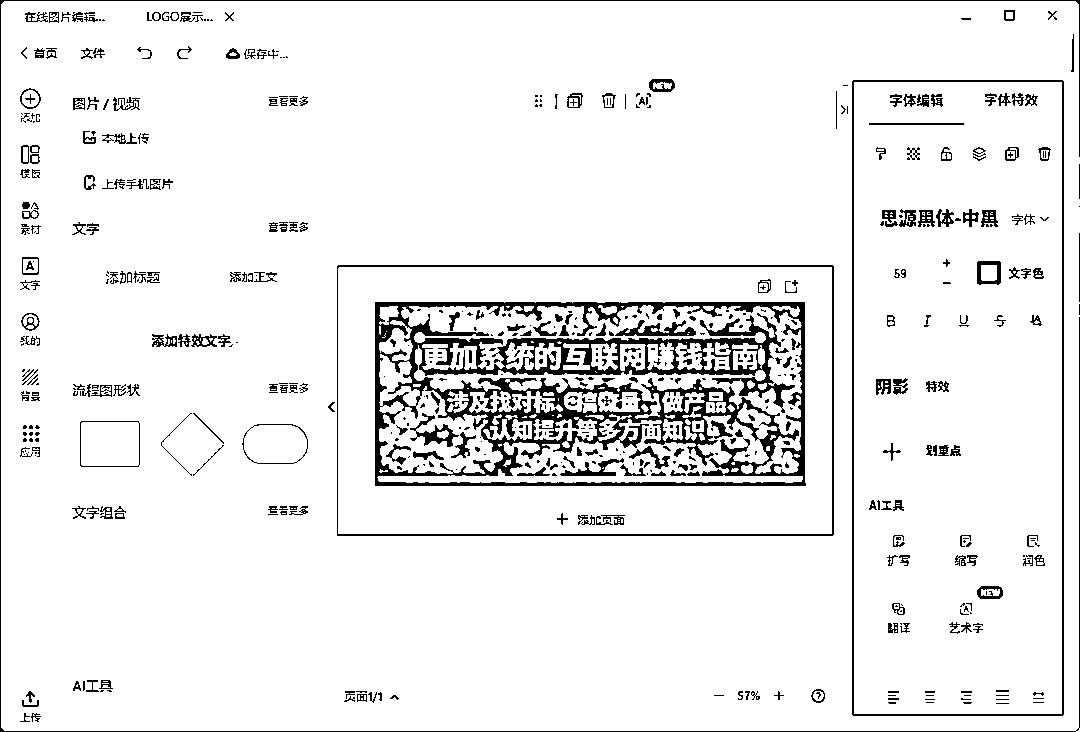 在线图片编辑...
LOGO展示...
首页
文件
保存中...
添加
模板
素材
文字
我的
背景
应用
上传
图片 / 视频
查看更多
本地上传
上传手机图片
文字
查看更多
添加标题
添加正文
添加特效文字
流程图形状
查看更多
文字组合
查看更多
AI工具
NEW
AI
更加系统的互联网赚钱指南
涉及找对标、
做产品、
认知提升等多方面知识
添加页面
页面1/1
57%
字体编辑
字体特效
思源黑体-中黑
字体
59
文字色
B
I
U
S
阴影
特效
划重点
AI工具
扩写
缩写
润色
NEW
翻译
艺术字